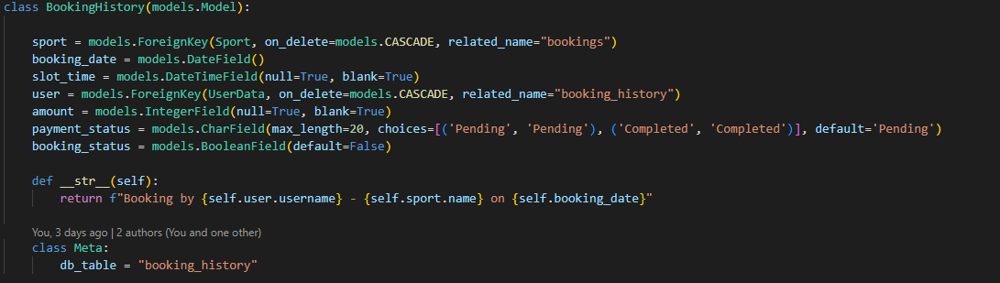 class BookingHistory(models.Model):
    sport = models.ForeignKey(Sport, on_delete=models.CASCADE, related_name="bookings")
    booking_date = models.DateField()
    slot_time = models.DateTimeField(null=True, blank=True)
    user = models.ForeignKey(UserData, on_delete=models.CASCADE, related_name="booking_history")
    amount = models.IntegerField(null=True, blank=True)
    payment_status = models.CharField(max_length=20, choices=[('Pending', 'Pending'), ('Completed', 'Completed')], default='Pending')
    booking_status = models.BooleanField(default=False)
    def __str__(self):
        return f"Booking by {self.user.username} - {self.sport.name} on {self.booking_date}"
    You, 3 days ago | 2 authors (You and one other)
    class Meta:
        db_table = "booking_history"